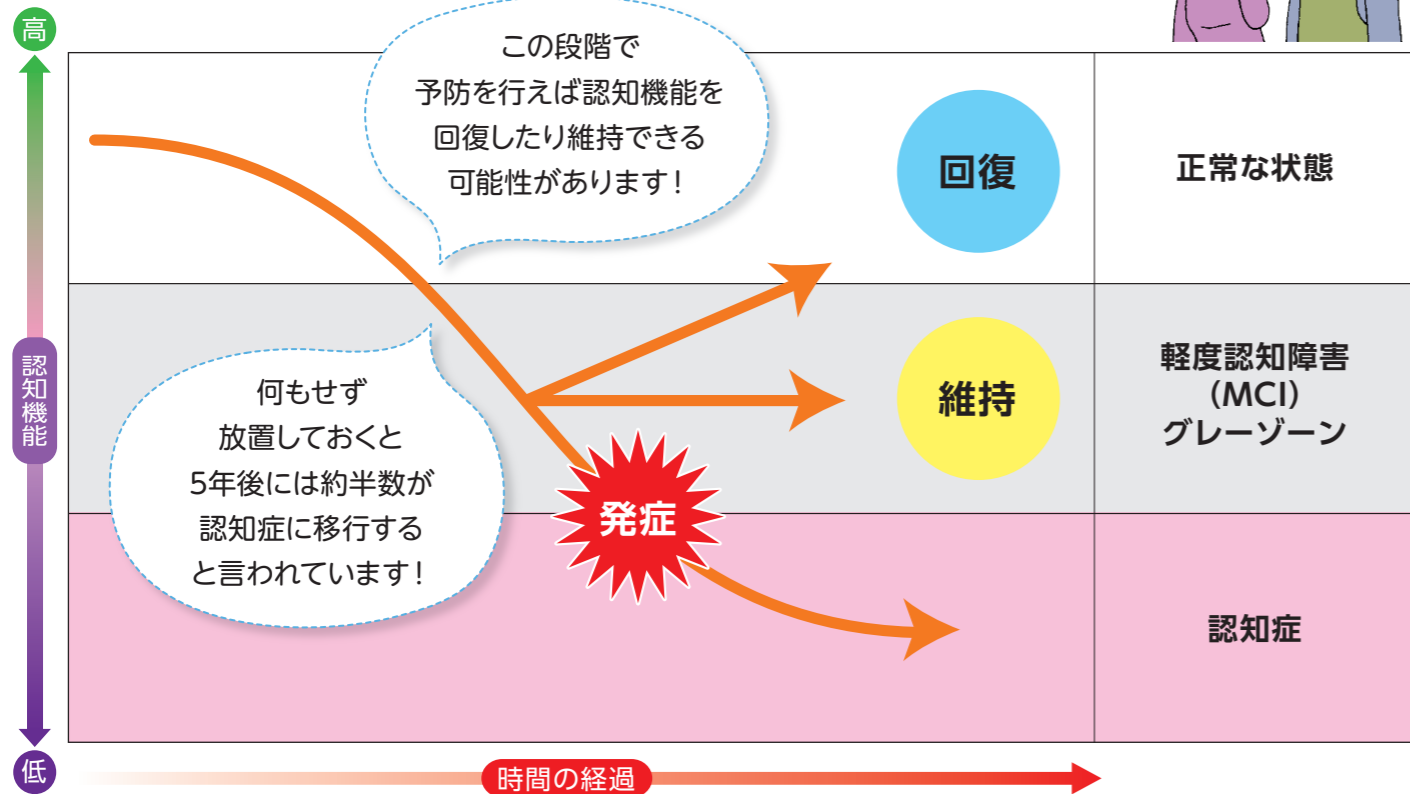 高
この段階で
予防を行えば認知機能を
回復したり維持できる
可能性があります!
回復
正常な状態
認知機能
何もせず
放置しておくと
5年後には約半数が
認知症に移行する
と言われています!
維持
軽度認知障害
(MCI)
グレーゾーン
発症
認知症
低
時間の経過